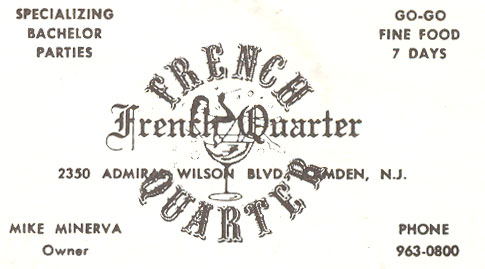 SPECIALIZING
BACHELOR
PARTIES
GO-GO
FINE FOOD
7 DAYS
FRENCH
French Quarter
2350 ADMIRAL WILSON BLVD. CAMDEN, N.J.
QUARTER
MIKE MINERVA
Owner
PHONE
963-0800